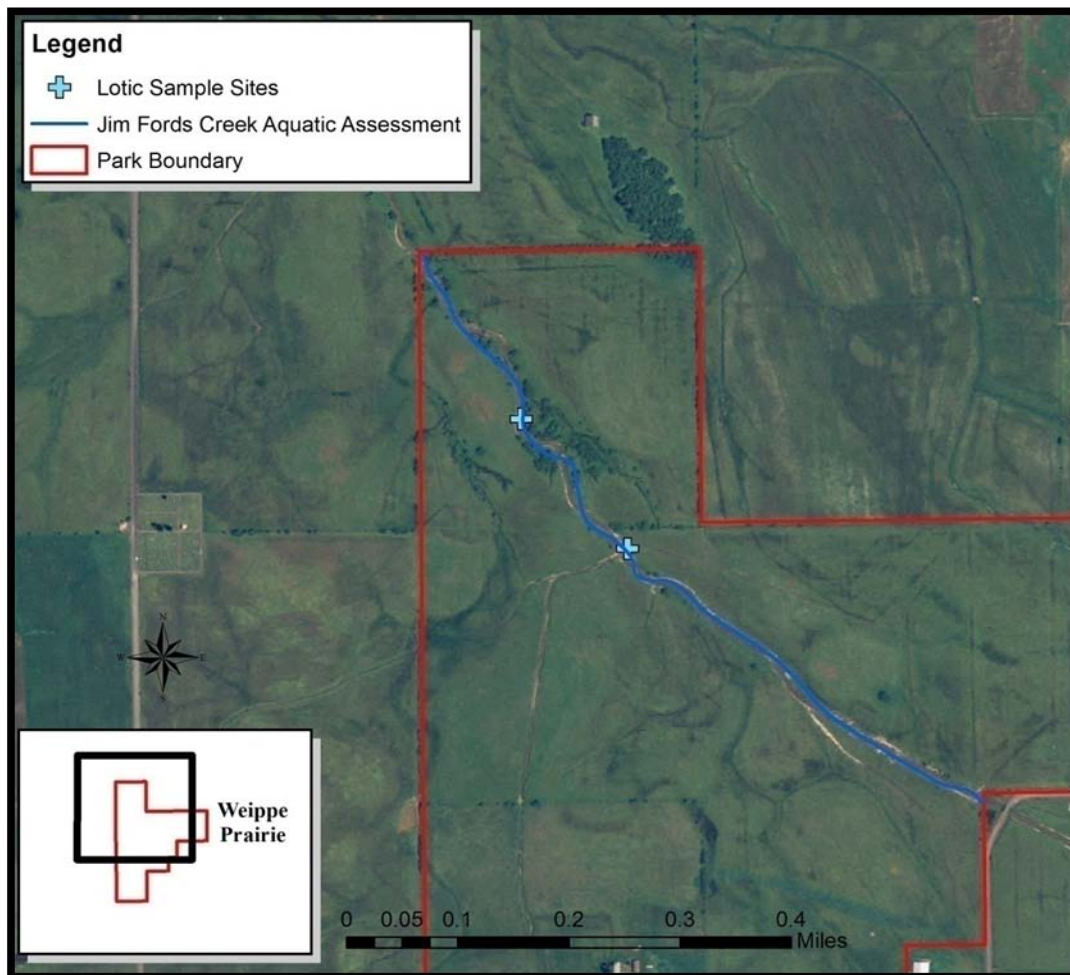 Legend
Lotic Sample Sites
Jim Fords Creek Aquatic Assessment
Park Boundary
N
W E
S
Weippe
Prairie
0 0.05 0.1 0.2 0.3 0.4
Miles